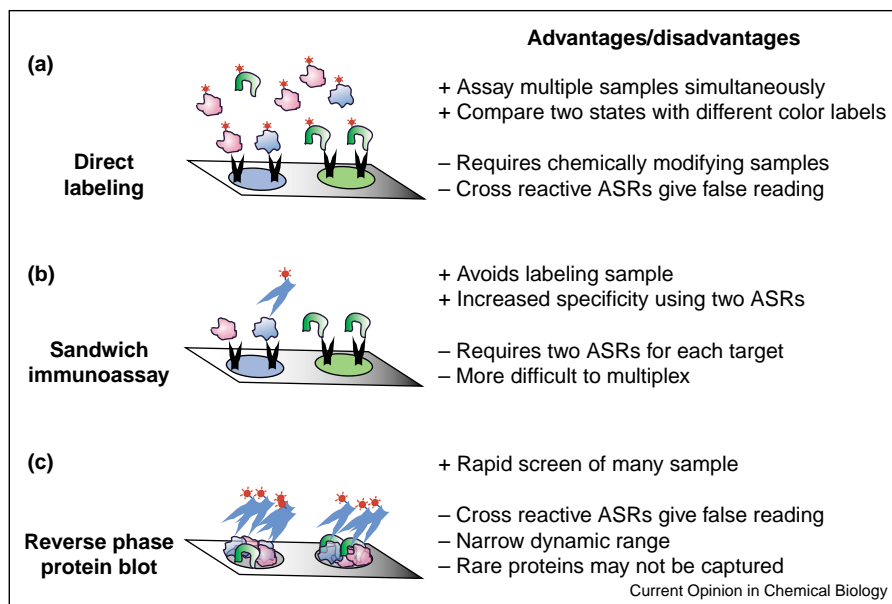 Advantages/disadvantages
(a)
Direct
labeling
+ Assay multiple samples simultaneously
+ Compare two states with different color labels
– Requires chemically modifying samples
– Cross reactive ASRs give false reading
(b)
Sandwich
immunoassay
+ Avoids labeling sample
+ Increased specificity using two ASRs
– Requires two ASRs for each target
– More difficult to multiplex
(c)
Reverse phase
protein blot
+ Rapid screen of many sample
– Cross reactive ASRs give false reading
– Narrow dynamic range
– Rare proteins may not be captured
Current Opinion in Chemical Biology